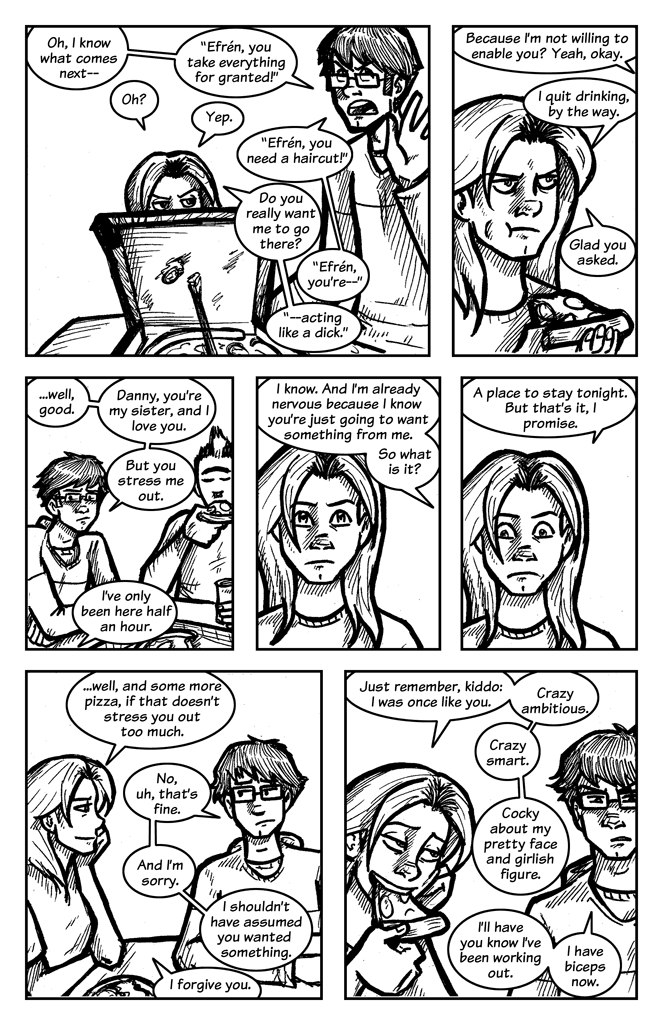 Oh, I know
what comes
next--
"Efrén, you
take everything
for granted!"
Oh?
Yep.
"Efrén, you
need a haircut!"
Do you
really want
me to go
there?
"Efrén,
you're--"
"--acting
like a dick."
Because I'm not willing to
enable you? Yeah, okay.
I quit drinking,
by the way.
Glad you
asked.
...well,
good.
Danny, you're
my sister, and I
love you.
But you
stress me
out.
I've only
been here half
an hour.
I know. And I'm already
nervous because I know
you're just going to want
something from me.
So what
is it?
A place to stay tonight.
But that's it, I
promise.
...well, and some more
pizza, if that doesn't
stress you out
too much.
No,
uh, that's
fine.
And I'm
sorry.
I shouldn't
have assumed
you wanted
something.
I forgive you.
Just remember, kiddo:
I was once like you.
Crazy
ambitious.
Crazy
smart.
Cocky
about my
pretty face
and girlish
figure.
I'll have
you know I've
been working
out.
I have
biceps
now.